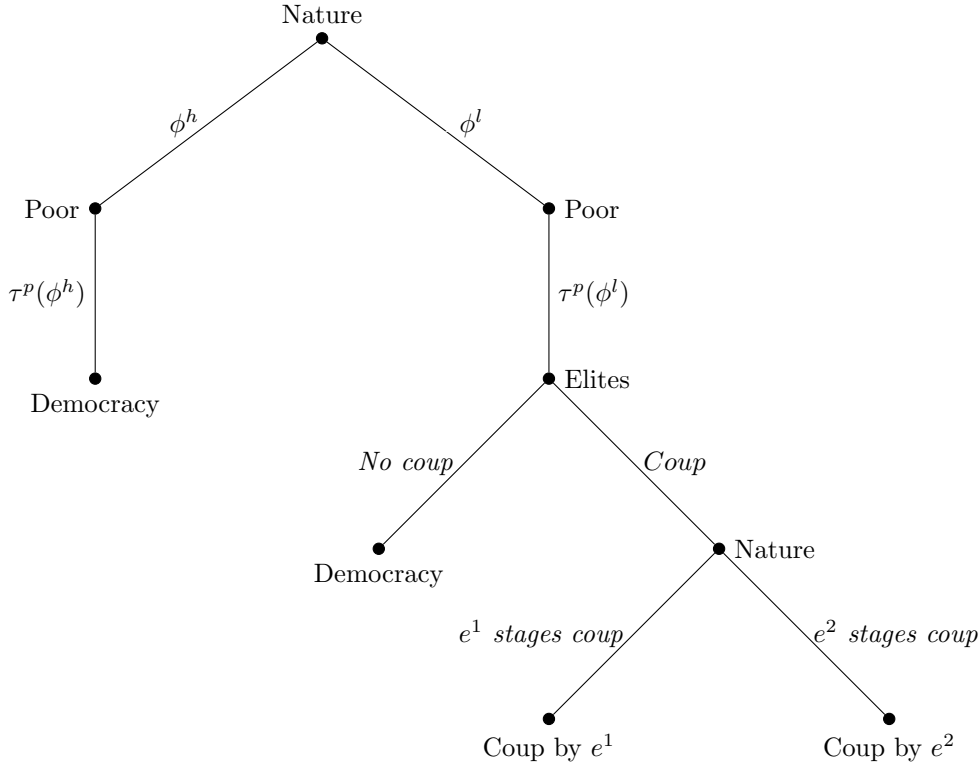 Nature
ϕ^h
ϕ^l
Poor
Poor
τ^p(ϕ^h)
τ^p(ϕ^l)
Elites
Democracy
No coup
Coup
Democracy
Nature
e^1 stages coup
e^2 stages coup
Coup by e^1
Coup by e^2